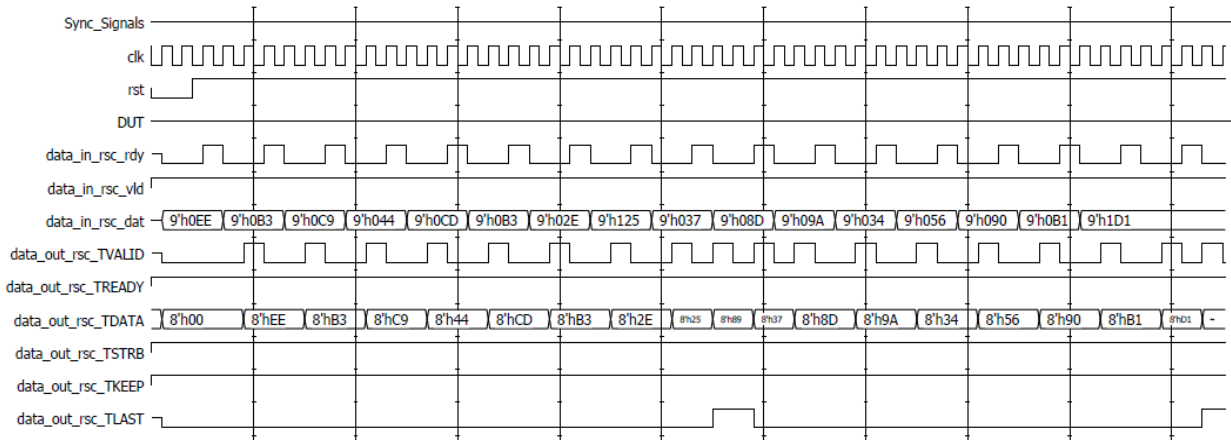 Sync_Signals
clk
rst
DUT
data_in_rsc_rdy
data_in_rsc_vld
data_in_rsc_dat 9'h0EE 9'h0B3 9'h0C9 9'h044 9'h0CD 9'h0B3 9'h02E 9'h125 9'h037 9'h08D 9'h09A 9'h034 9'h056 9'h090 9'h0B1 9'h1D1
data_out_rsc_TVALID
data_out_rsc_TREADY
data_out_rsc_TDATA 8'h00 8'hEE 8'hB3 8'hC9 8'h44 8'hCD 8'hB3 8'h2E 8'h25 8'h89 8'h37 8'h8D 8'h9A 8'h34 8'h56 8'h90 8'hB1 8'hD1 -
data_out_rsc_TSTRB
data_out_rsc_TKEEP
data_out_rsc_TLAST